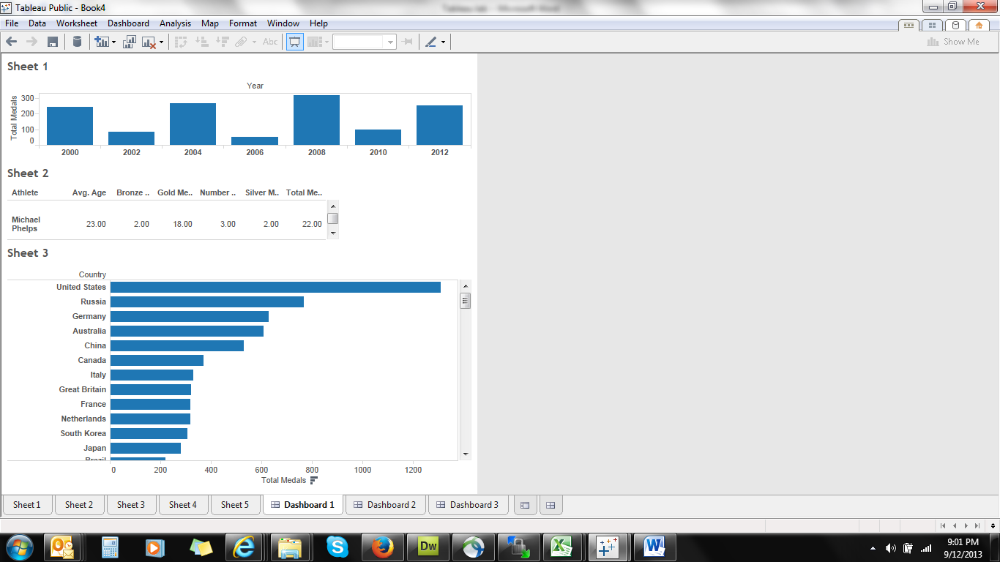 Tableau Public - Book4
Tableau lab - Microsoft Word
File Data Worksheet Dashboard Analysis Map Format Window Help
Abc
Show Me
Sheet 1
Year
Total Medals
300
200
100
0
2000 2002 2004 2006 2008 2010 2012
Sheet 2
Athlete Avg. Age Bronze .. Gold Me.. Number .. Silver M.. Total Me..
Michael
Phelps
23.00 2.00 18.00 3.00 2.00 22.00
Sheet 3
Country
United States
Russia
Germany
Australia
China
Canada
Italy
Great Britain
France
Netherlands
South Korea
Japan
Brazil
0 200 400 600 800 1000 1200
Total Medals
Sheet 1 Sheet 2 Sheet 3 Sheet 4 Sheet 5 Dashboard 1 Dashboard 2 Dashboard 3
Dw
9:01 PM
9/12/2013